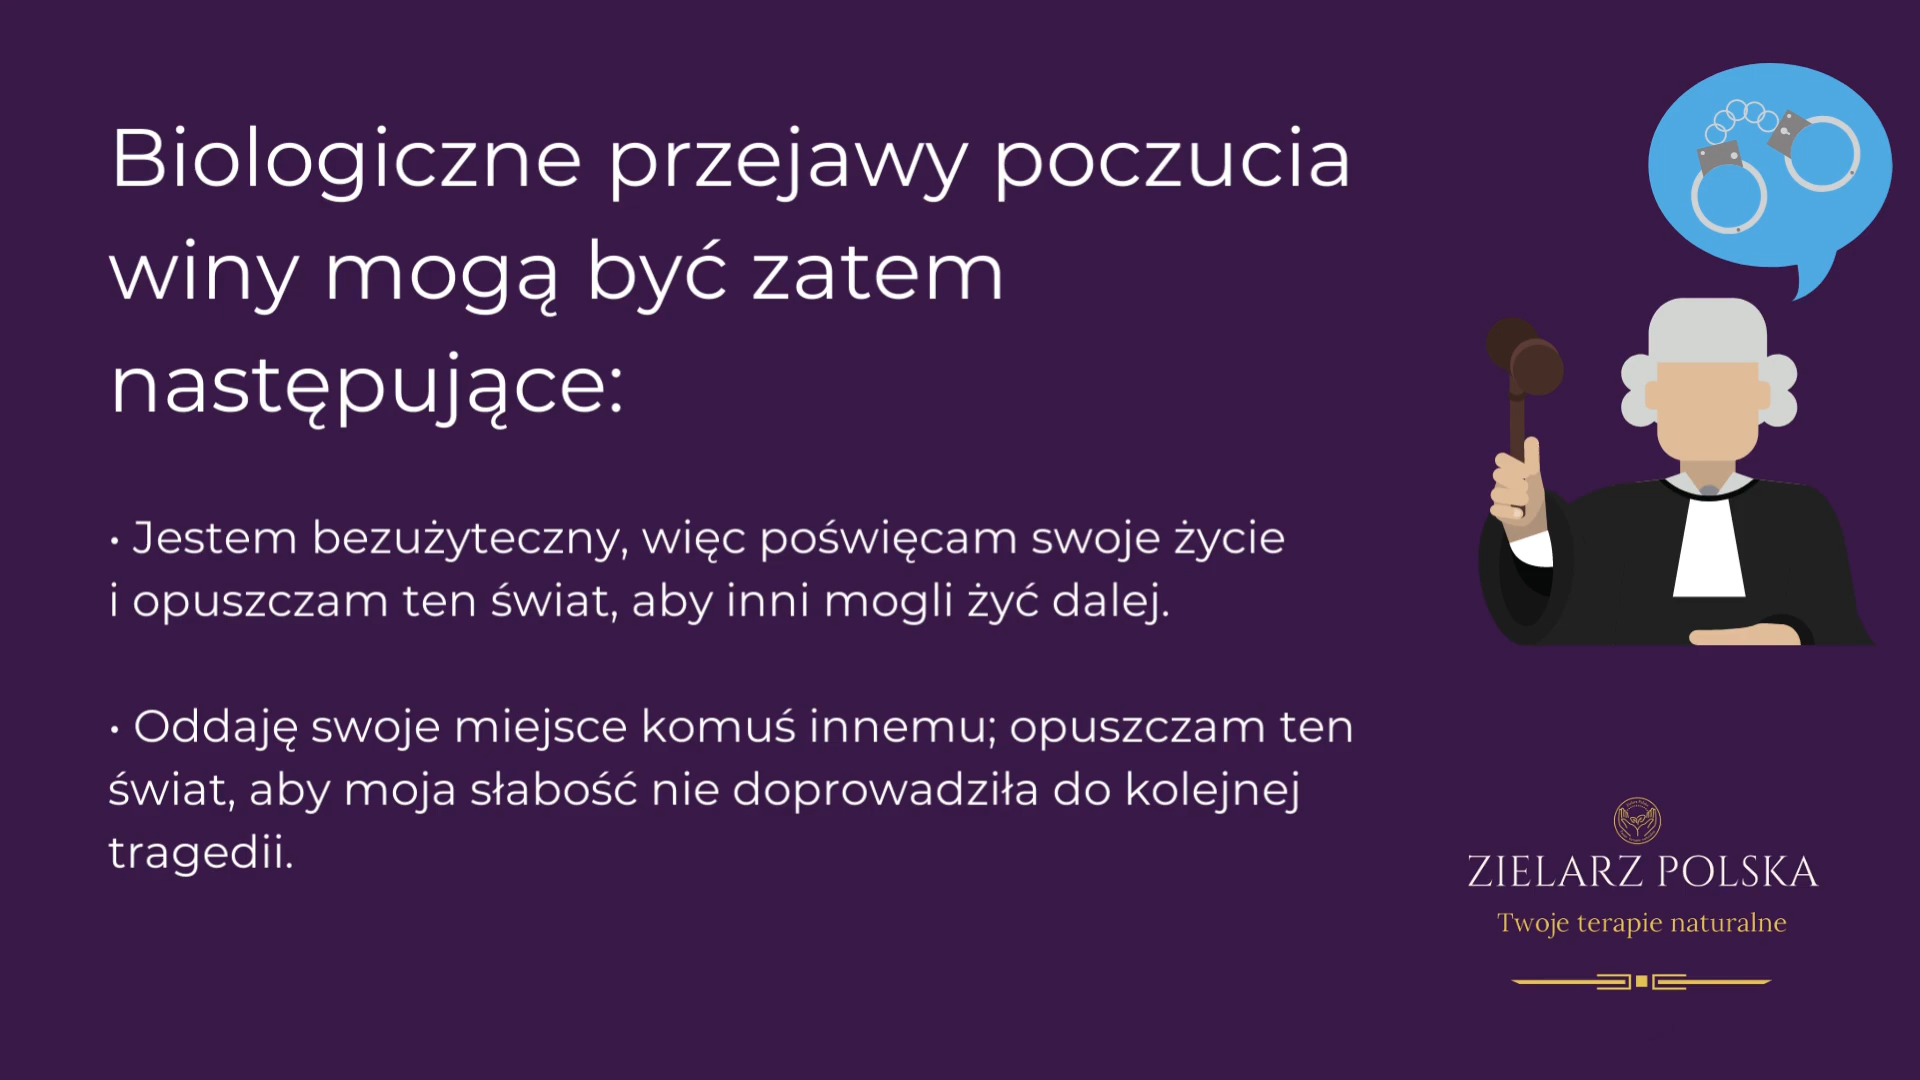 Biologiczne przejawy poczucia
winy mogą być zatem
następujące:
• Jestem bezużyteczny, więc poświęcam swoje życie
i opuszczam ten świat, aby inni mogli żyć dalej.
• Oddaję swoje miejsce komuś innemu; opuszczam ten
świat, aby moja słabość nie doprowadziła do kolejnej
tragedii.
ZIELARZ POLSKA
Twoje terapie naturalne